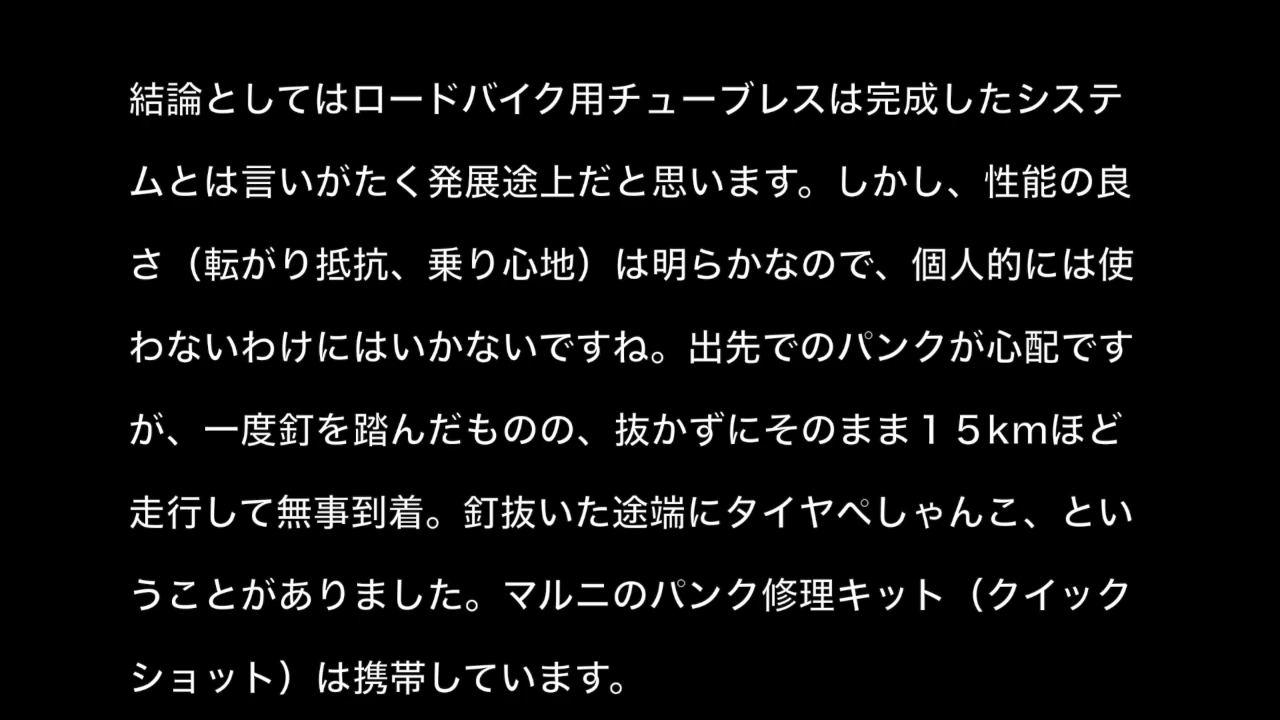 結論としてはロードバイク用チューブレスは完成したシステ
ムとは言いがたく発展途上だと思います。しかし、性能の良
さ（転がり抵抗、乗り心地）は明らかなので、個人的には使
わないわけにはいかないですね。出先でのパンクが心配です
が、一度釘を踏んだものの、抜かずにそのまま１５kmほど
走行して無事到着。釘抜いた途端にタイヤぺしゃんこ、とい
うことがありました。マルニのパンク修理キット（クイック
ショット）は携帯しています。